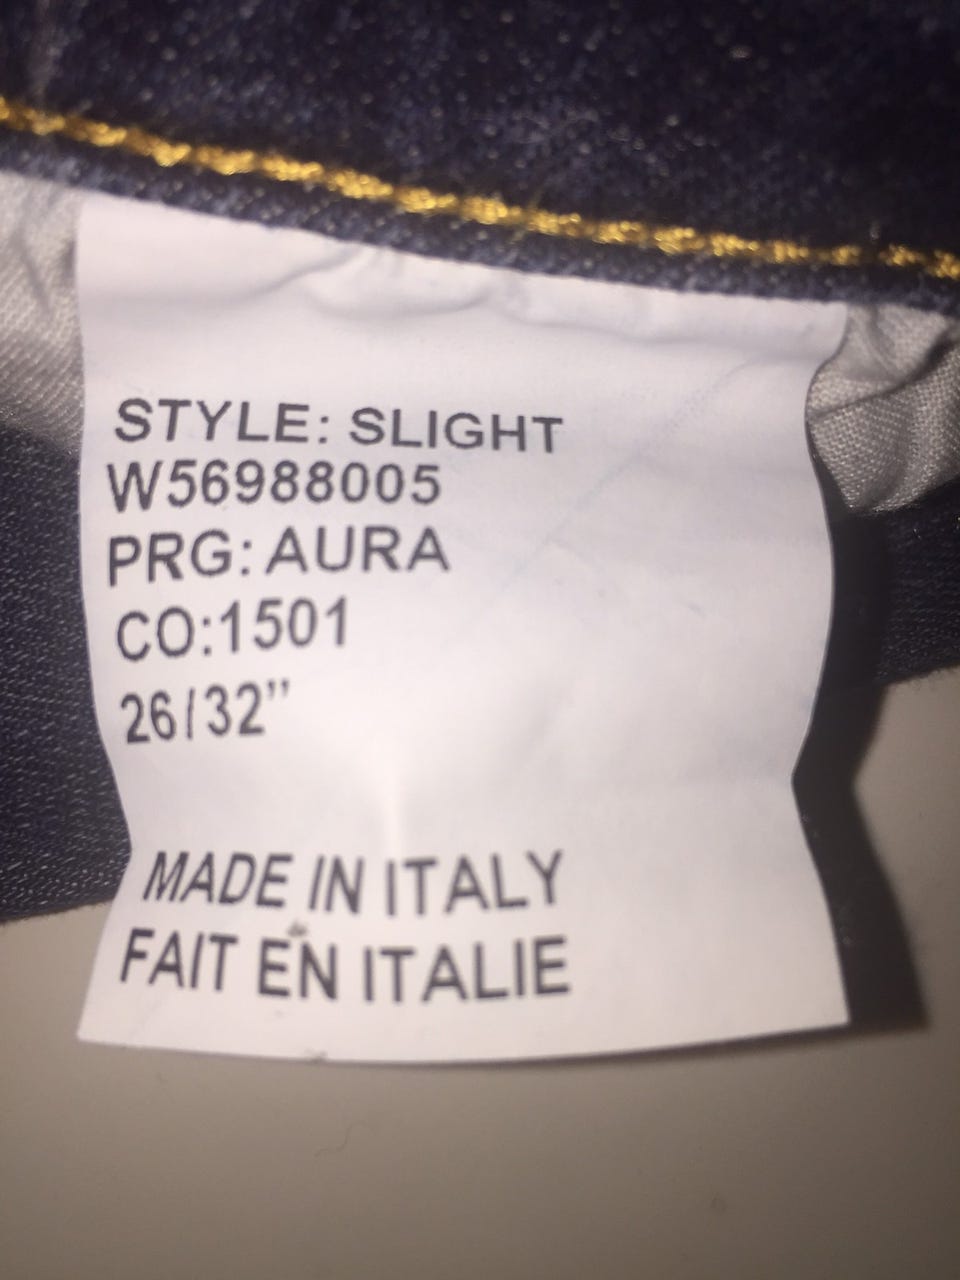 STYLE: SLIGHT
W56988005
PRG: AURA
CO:1501
26/32”
MADE IN ITALY
FAIT EN ITALIE